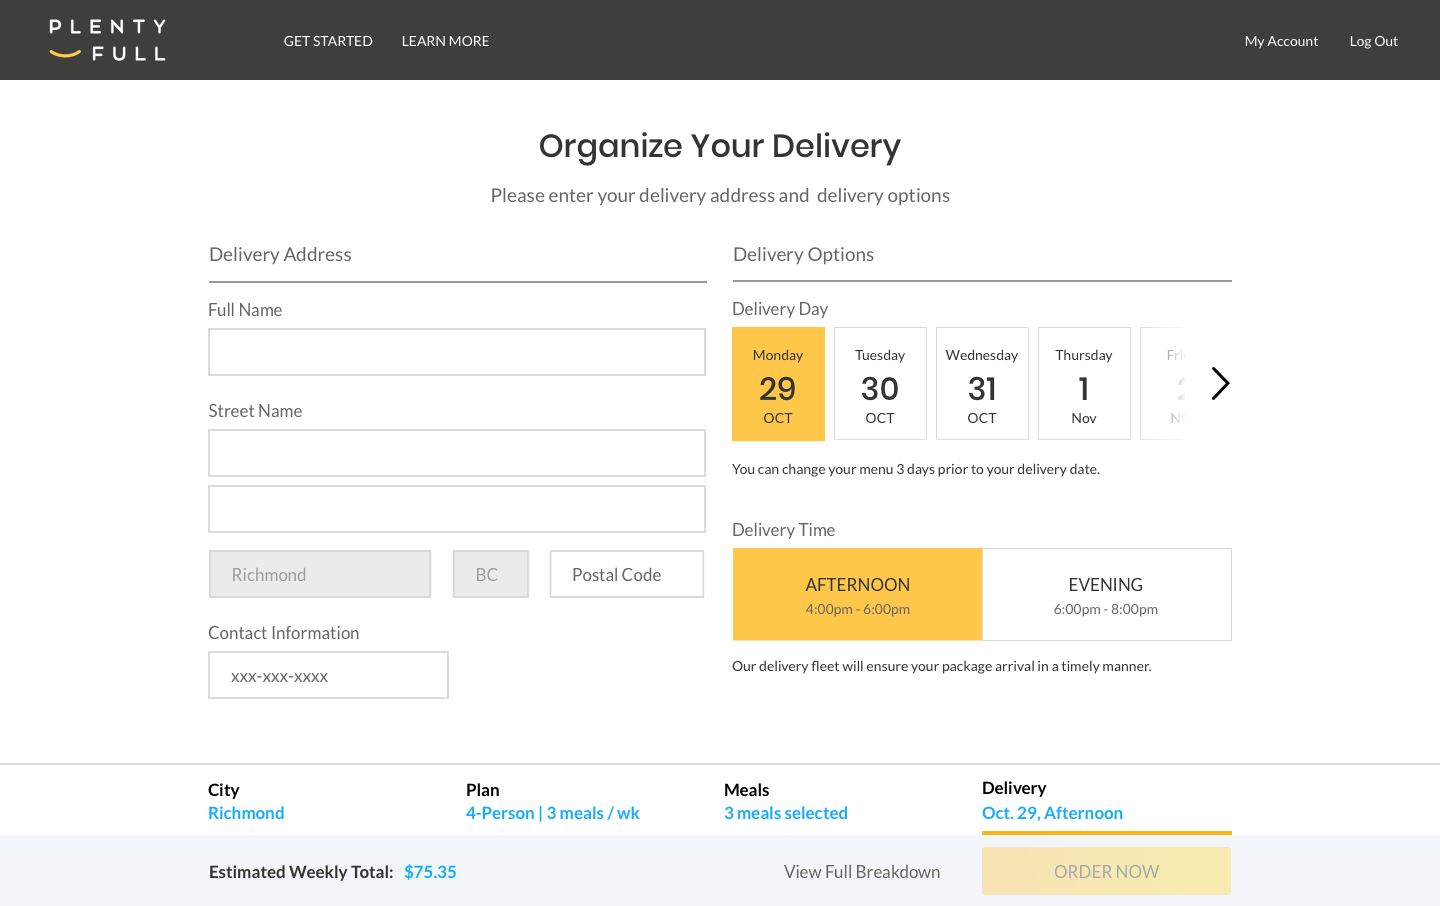 PLENTY
FULL
GET STARTED
LEARN MORE
My Account
Log Out
Organize Your Delivery
Please enter your delivery address and  delivery options
Delivery Address
Full Name
Street Name
Richmond
BC
Postal Code
Contact Information
xxx-xxx-xxxx
Delivery Options
Delivery Day
Monday
29
OCT
Tuesday
30
OCT
Wednesday
31
OCT
Thursday
1
Nov
You can change your menu 3 days prior to your delivery date.
Delivery Time
AFTERNOON
4:00pm - 6:00pm
EVENING
6:00pm - 8:00pm
Our delivery fleet will ensure your package arrival in a timely manner.
City
Richmond
Plan
4-Person | 3 meals / wk
Meals
3 meals selected
Delivery
Oct. 29, Afternoon
Estimated Weekly Total: $75.35
View Full Breakdown
ORDER NOW